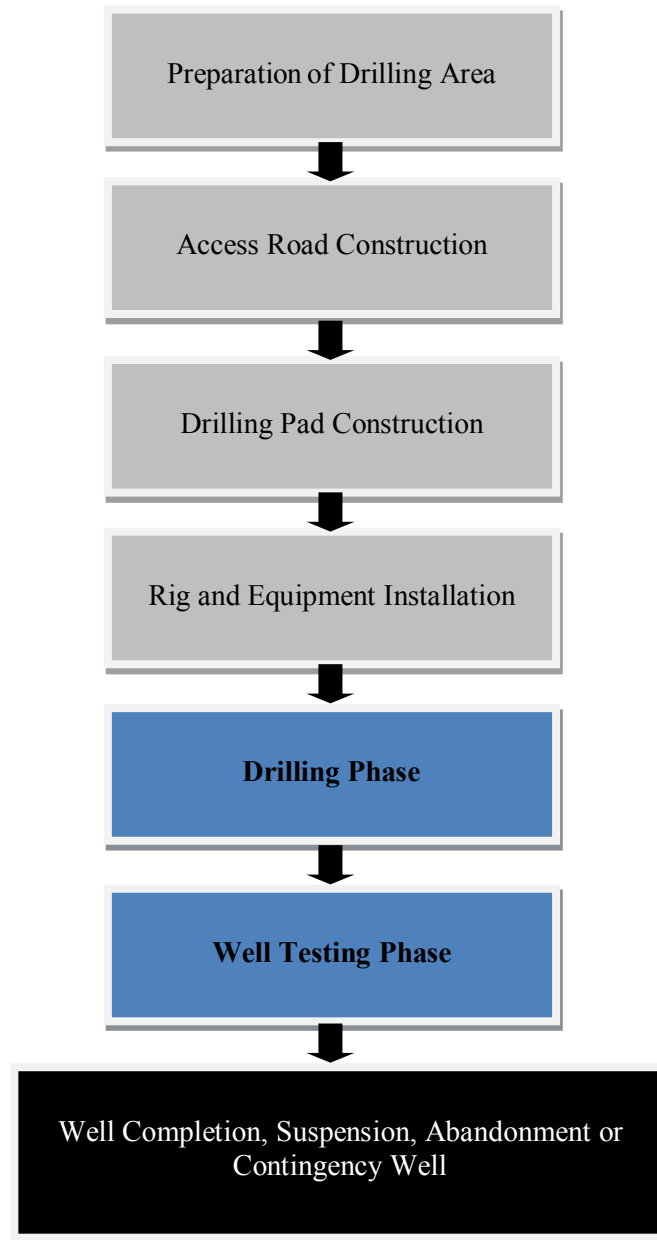 Preparation of Drilling Area
Access Road Construction
Drilling Pad Construction
Rig and Equipment Installation
Drilling Phase
Well Testing Phase
Well Completion, Suspension, Abandonment or
Contingency Well